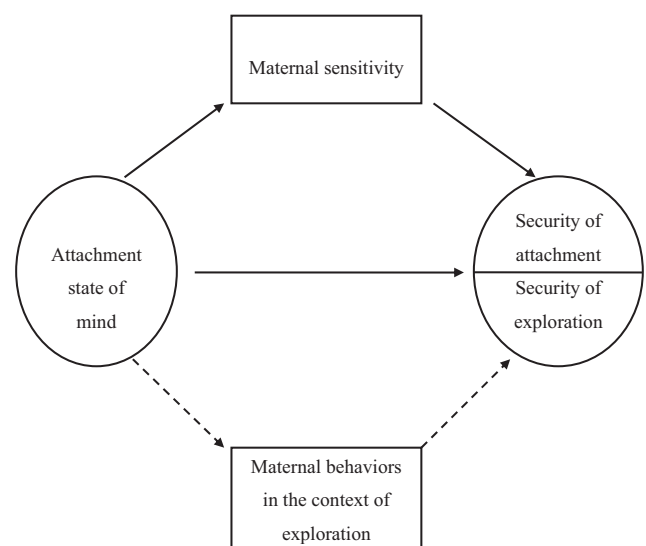 Maternal sensitivity
Attachment
state of
mind
Security of
attachment
Security of
exploration
Maternal behaviors
in the context of
exploration